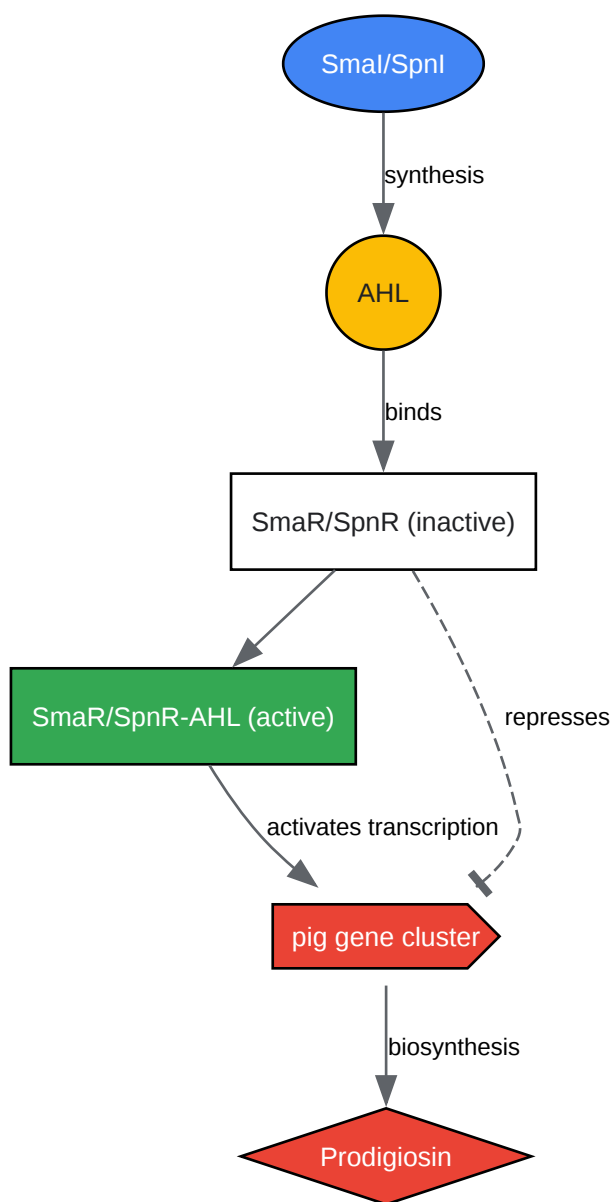 SmaI/SpnI
synthesis
AHL
binds
SmaR/SpnR (inactive)
SmaR/SpnR-AHL (active)
represses
activates transcription
pig gene cluster
biosynthesis
Prodigiosin